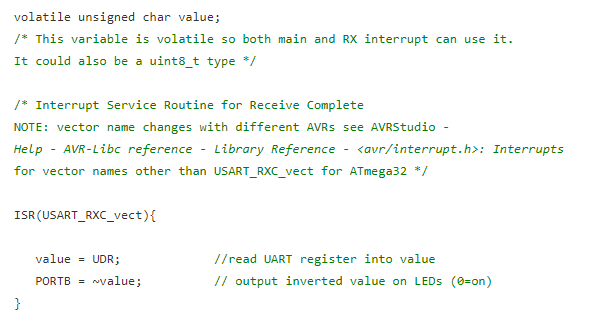 volatile unsigned char value;
/* This variable is volatile so both main and RX interrupt can use it.
It could also be a uint8_t type */
/* Interrupt Service Routine for Receive Complete
NOTE: vector name changes with different AVRs see AVRStudio -
Help - AVR-Libc reference - Library Reference - <avr/interrupt.h>: Interrupts
for vector names other than USART_RXC_vect for ATmega32 */
ISR(USART_RXC_vect){
value = UDR; //read UART register into value
PORTB = ~value; // output inverted value on LEDs (0=on)
}